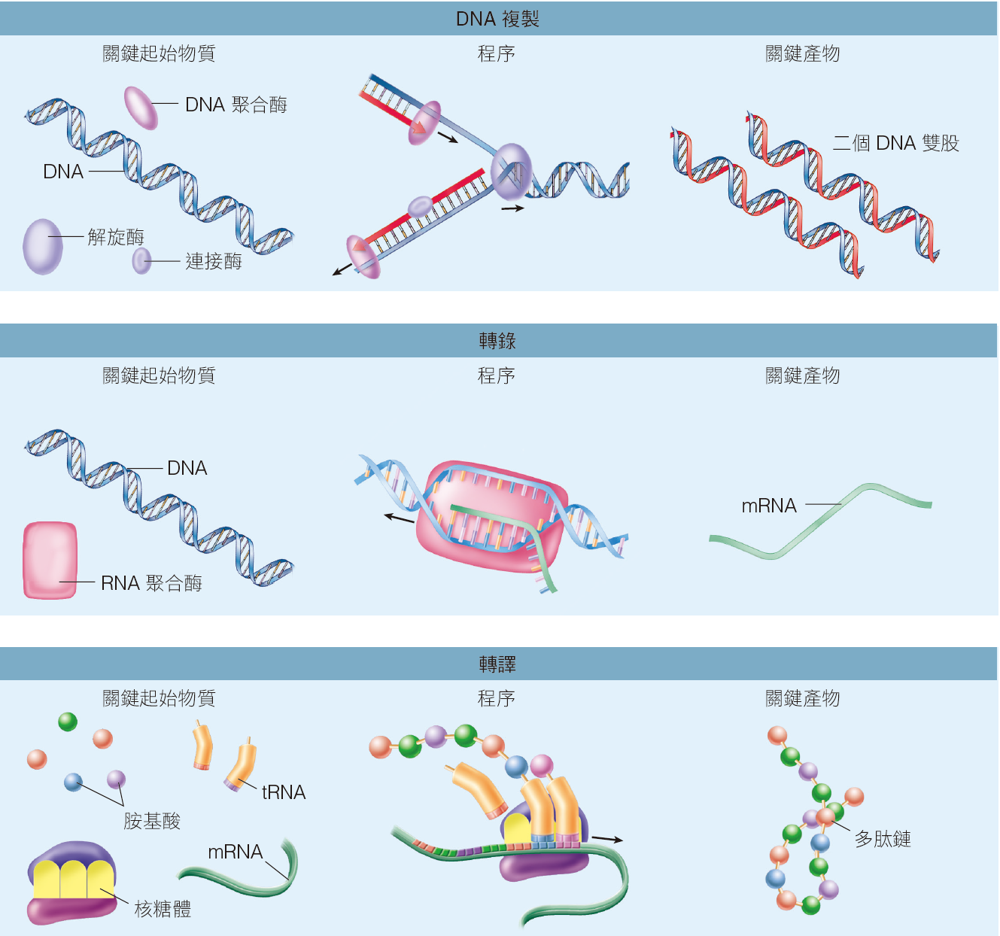 DNA 複製
關鍵起始物質
程序
關鍵產物
DNA 聚合酶
DNA
解旋酶
連接酶
二個 DNA 雙股
轉錄
關鍵起始物質
程序
關鍵產物
DNA
RNA 聚合酶
mRNA
轉譯
關鍵起始物質
程序
關鍵產物
tRNA
胺基酸
mRNA
核糖體
多肽鏈